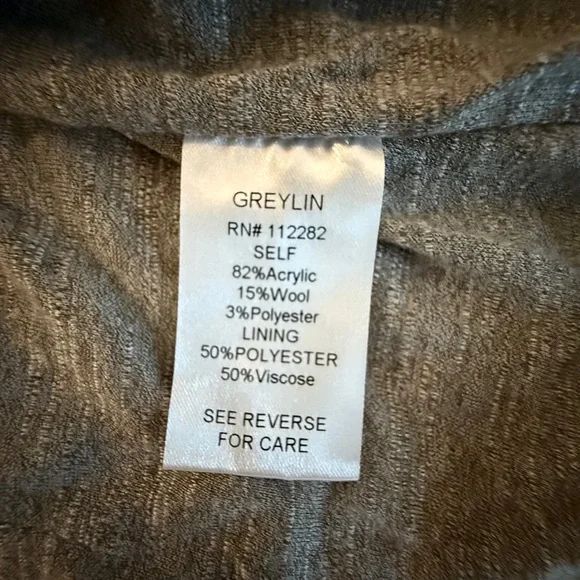 GREYLIN
RN# 112282
SELF
82%Acrylic
15%Wool
3%Polyester
LINING
50%POLYESTER
50%Viscose
SEE REVERSE
FOR CARE